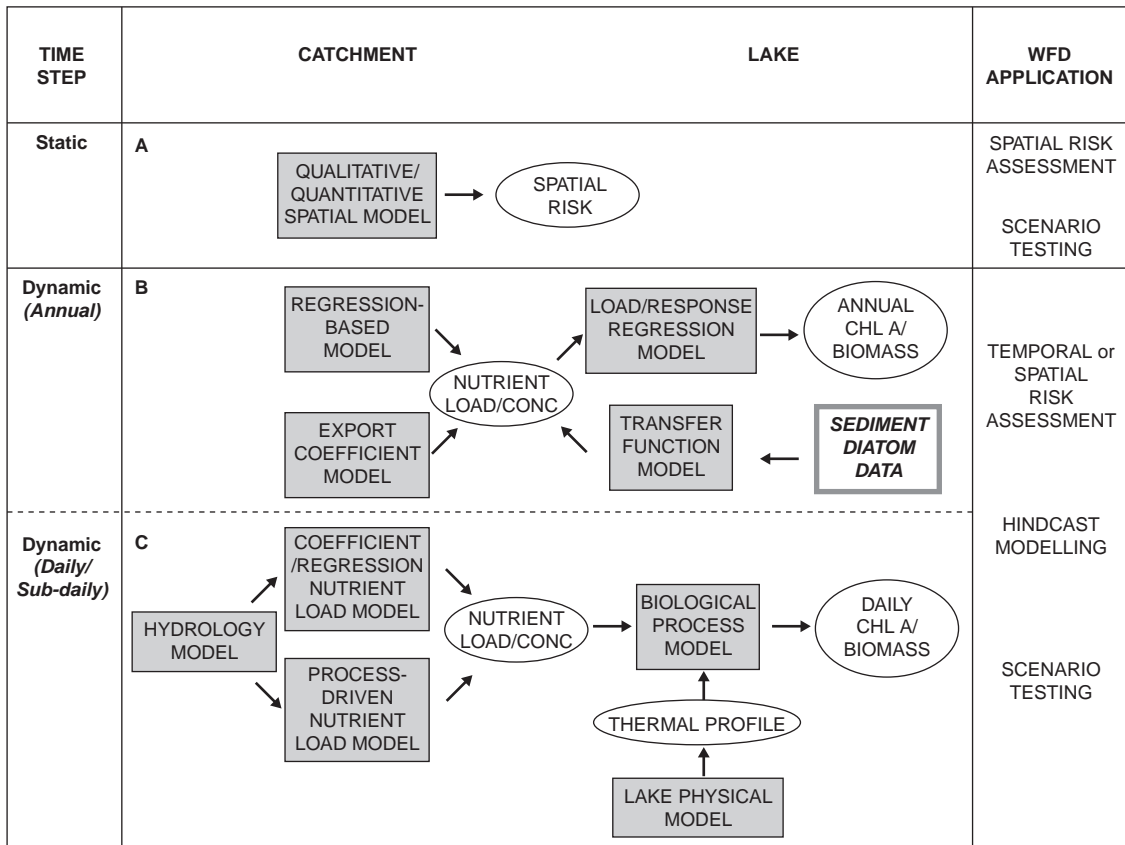 TIME
STEP
CATCHMENT
LAKE
WFD
APPLICATION
Static
A
QUALITATIVE/
QUANTITATIVE
SPATIAL MODEL
SPATIAL
RISK
SPATIAL RISK
ASSESSMENT
SCENARIO
TESTING
Dynamic
(Annual)
B
REGRESSION-
BASED
MODEL
EXPORT
COEFFICIENT
MODEL
NUTRIENT
LOAD/CONC
LOAD/RESPONSE
REGRESSION
MODEL
ANNUAL
CHL A/
BIOMASS
TRANSFER
FUNCTION
MODEL
SEDIMENT
DIATOM
DATA
TEMPORAL or
SPATIAL
RISK
ASSESSMENT
Dynamic
(Daily/
Sub-daily)
C
HYDROLOGY
MODEL
COEFFICIENT
/REGRESSION
NUTRIENT
LOAD MODEL
PROCESS-
DRIVEN
NUTRIENT
LOAD MODEL
NUTRIENT
LOAD/CONC
BIOLOGICAL
PROCESS
MODEL
DAILY
CHL A/
BIOMASS
THERMAL PROFILE
LAKE PHYSICAL
MODEL
HINDCAST
MODELLING
SCENARIO
TESTING